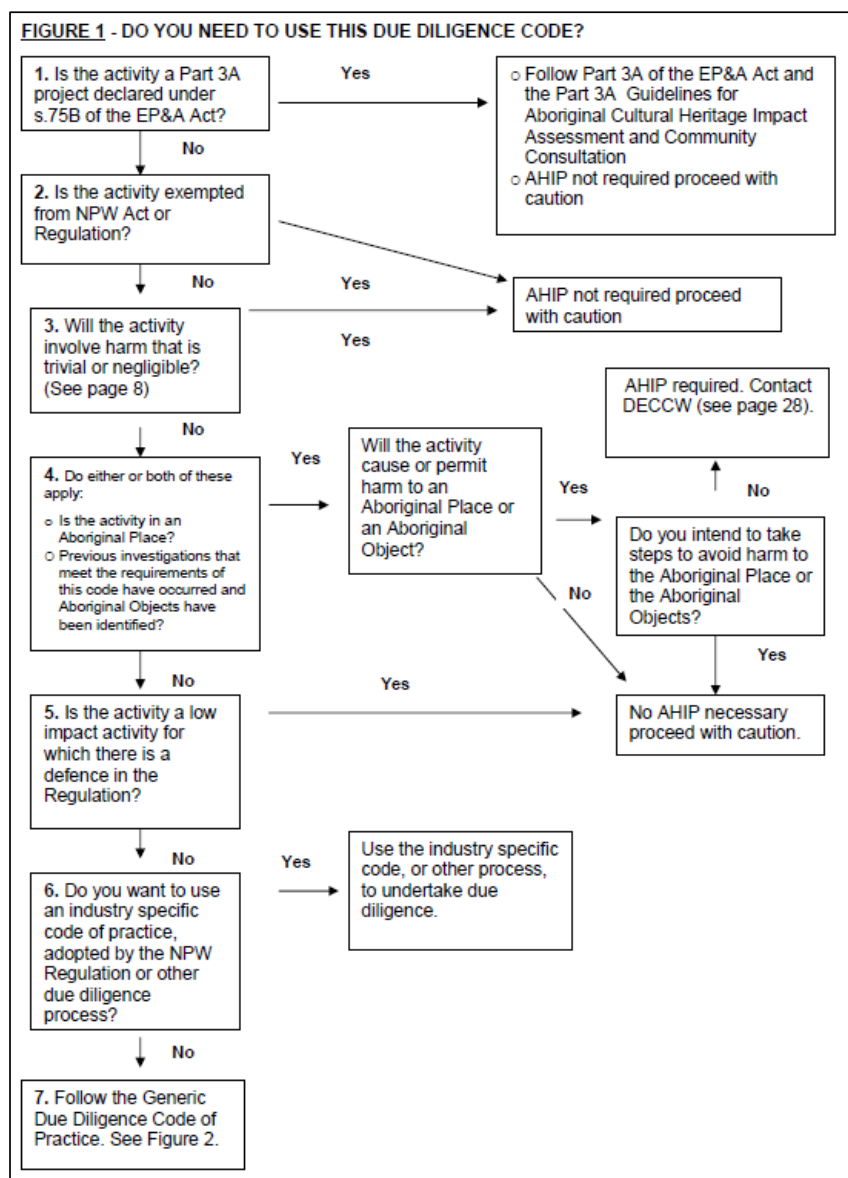 FIGURE 1 - DO YOU NEED TO USE THIS DUE DILIGENCE CODE?
1. Is the activity a Part 3A
project declared under
s.75B of the EP&A Act?
Yes
○ Follow Part 3A of the EP&A Act and
the Part 3A Guidelines for
Aboriginal Cultural Heritage Impact
Assessment and Community
Consultation
○ AHIP not required proceed with
caution
No
2. Is the activity exempted
from NPW Act or
Regulation?
No
Yes
AHIP not required proceed
with caution
3. Will the activity
involve harm that is
trivial or negligible?
(See page 8)
Yes
No
AHIP required. Contact
DECCW (see page 28).
4. Do either or both of these
apply:
○ Is the activity in an
Aboriginal Place?
○ Previous investigations that
meet the requirements of
this code have occurred and
Aboriginal Objects have
been identified?
Yes
Will the activity
cause or permit
harm to an
Aboriginal Place or
an Aboriginal
Object?
Yes
No
Do you intend to take
steps to avoid harm to
the Aboriginal Place or
the Aboriginal
Objects?
No
Yes
No
Yes
5. Is the activity a low
impact activity for
which there is a
defence in the
Regulation?
No AHIP necessary
proceed with caution.
No
6. Do you want to use
an industry specific
code of practice,
adopted by the NPW
Regulation or other
due diligence
process?
Yes
Use the industry specific
code, or other process,
to undertake due
diligence.
No
7. Follow the Generic
Due Diligence Code of
Practice. See Figure 2.